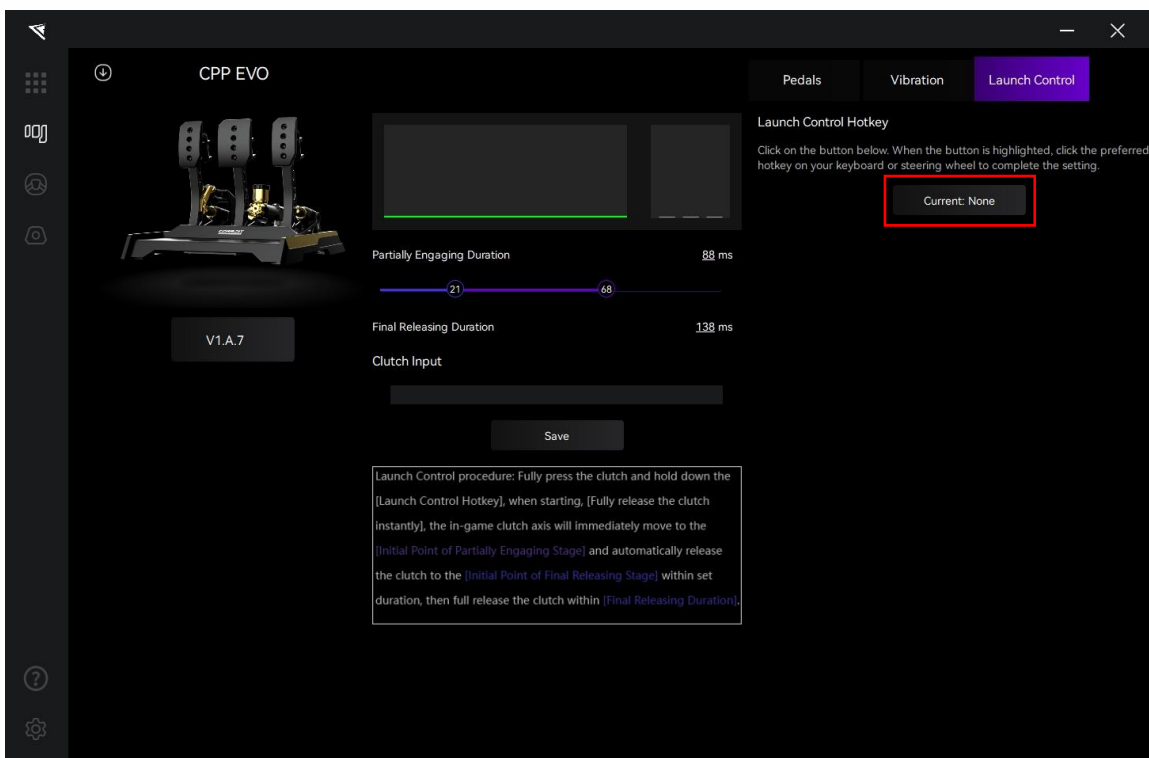 CPP EVO
Pedals
Vibration
Launch Control
Launch Control Hotkey
Click on the button below. When the button is highlighted, click the preferred
hotkey on your keyboard or steering wheel to complete the setting.
Current: None
Partially Engaging Duration
88 ms
21
68
Final Releasing Duration
138 ms
V1.A.7
Clutch Input
Save
Launch Control procedure: Fully press the clutch and hold down the
[Launch Control Hotkey], when starting, [Fully release the clutch
instantly], the in-game clutch axis will immediately move to the
[Initial Point of Partially Engaging Stage] and automatically release
the clutch to the [Initial Point of Final Releasing Stage] within set
duration, then full release the clutch within [Final Releasing Duration].